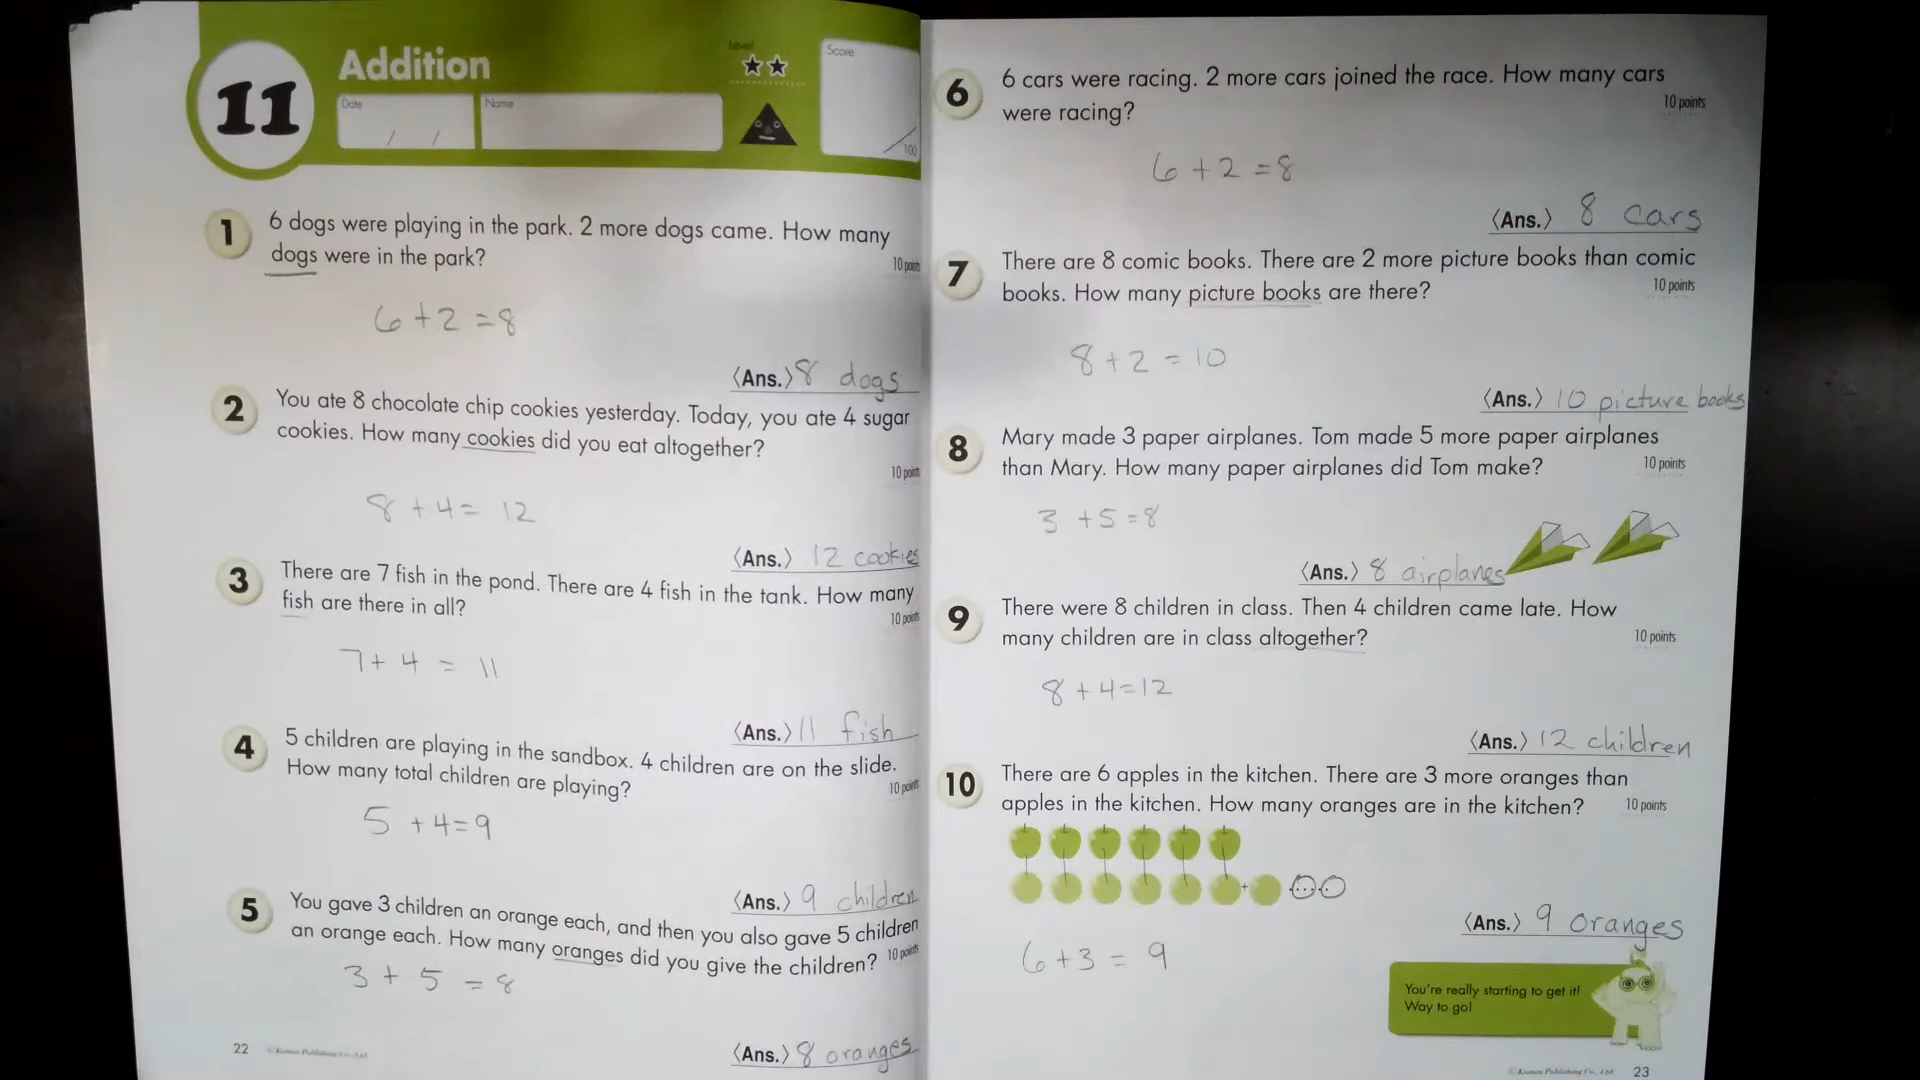 11
Addition
Level
Score
Date
/ /
Name
/100
1
6 dogs were playing in the park. 2 more dogs came. How many
dogs were in the park?
10 points
6 + 2 = 8
〈Ans.〉 8 dogs
2
You ate 8 chocolate chip cookies yesterday. Today, you ate 4 sugar
cookies. How many cookies did you eat altogether?
10 points
8 + 4 = 12
〈Ans.〉 12 cookies
3
There are 7 fish in the pond. There are 4 fish in the tank. How many
fish are there in all?
10 points
7 + 4 = 11
〈Ans.〉 11 fish
4
5 children are playing in the sandbox. 4 children are on the slide.
How many total children are playing?
10 points
5 + 4 = 9
〈Ans.〉 9 children
5
You gave 3 children an orange each, and then you also gave 5 children
an orange each. How many oranges did you give the children?
10 points
3 + 5 = 8
〈Ans.〉 8 oranges
22
© Kumon Publishing Co., Ltd.
6
6 cars were racing. 2 more cars joined the race. How many cars
were racing?
10 points
6 + 2 = 8
〈Ans.〉 8 cars
7
There are 8 comic books. There are 2 more picture books than comic
books. How many picture books are there?
10 points
8 + 2 = 10
〈Ans.〉 10 picture books
8
Mary made 3 paper airplanes. Tom made 5 more paper airplanes
than Mary. How many paper airplanes did Tom make?
10 points
3 + 5 = 8
〈Ans.〉 8 airplanes
9
There were 8 children in class. Then 4 children came late. How
many children are in class altogether?
10 points
8 + 4 = 12
〈Ans.〉 12 children
10
There are 6 apples in the kitchen. There are 3 more oranges than
apples in the kitchen. How many oranges are in the kitchen?
10 points
+
〈Ans.〉 9 oranges
6 + 3 = 9
You're really starting to get it!
Way to go!
© Kumon Publishing Co., Ltd.
23